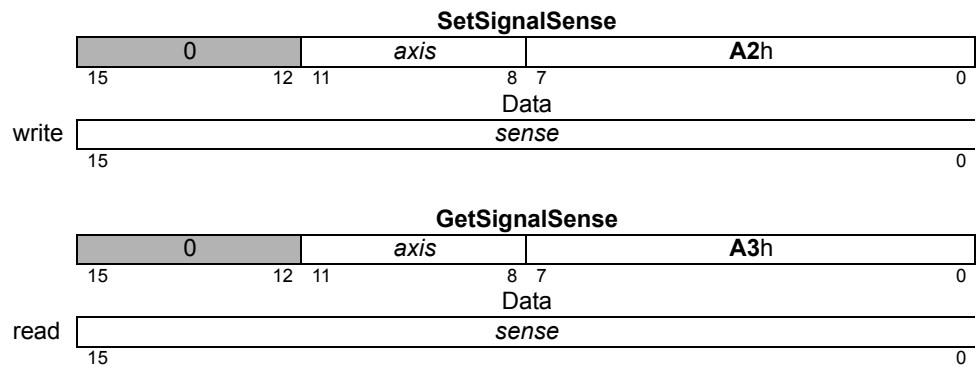 SetSignalSense
0 axis A2h
15 12 11 8 7 0
Data
write sense
15 0
GetSignalSense
0 axis A3h
15 12 11 8 7 0
Data
read sense
15 0